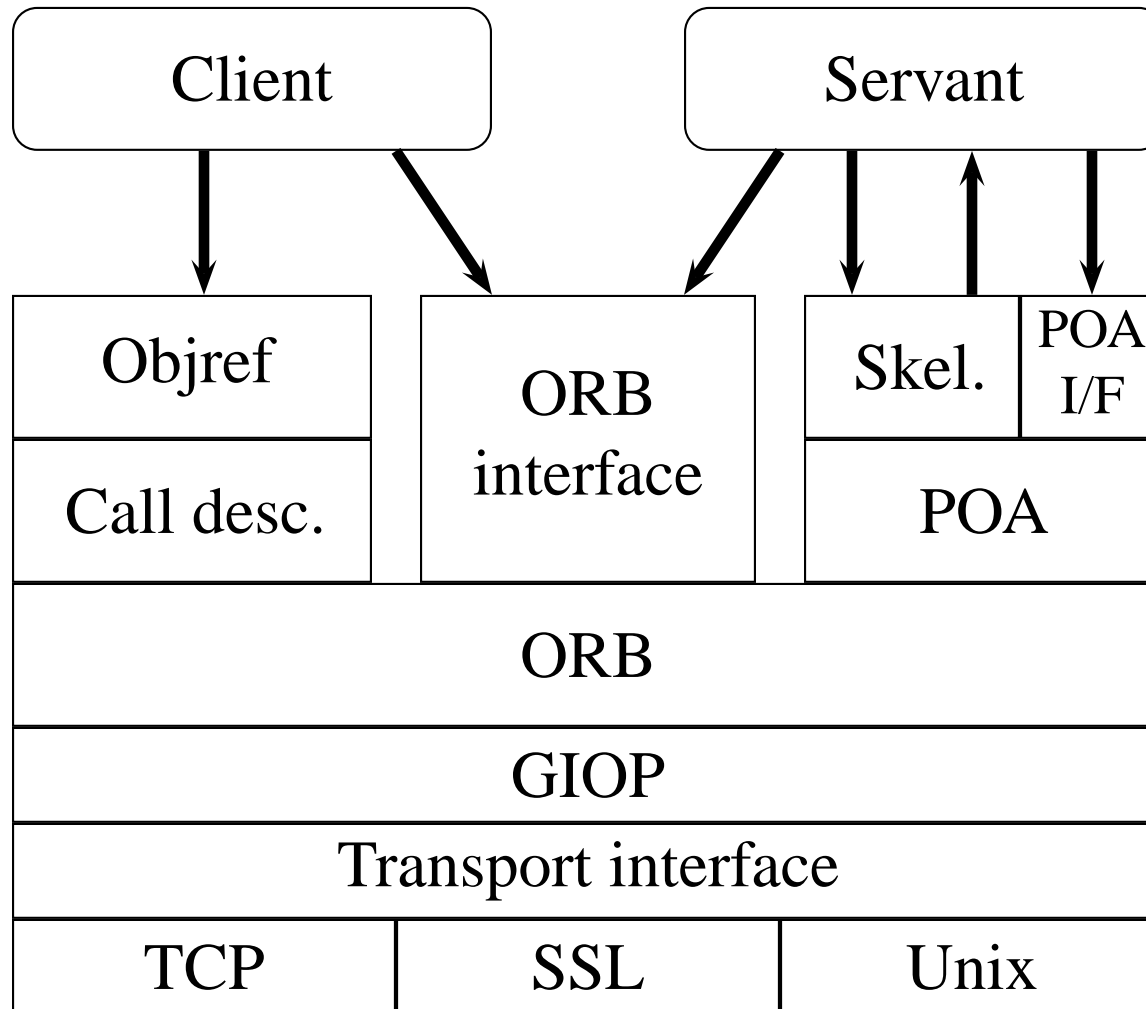 Client
Servant
Objref
ORB
interface
Skel.
POA
I/F
Call desc.
POA
ORB
GIOP
Transport interface
TCP
SSL
Unix